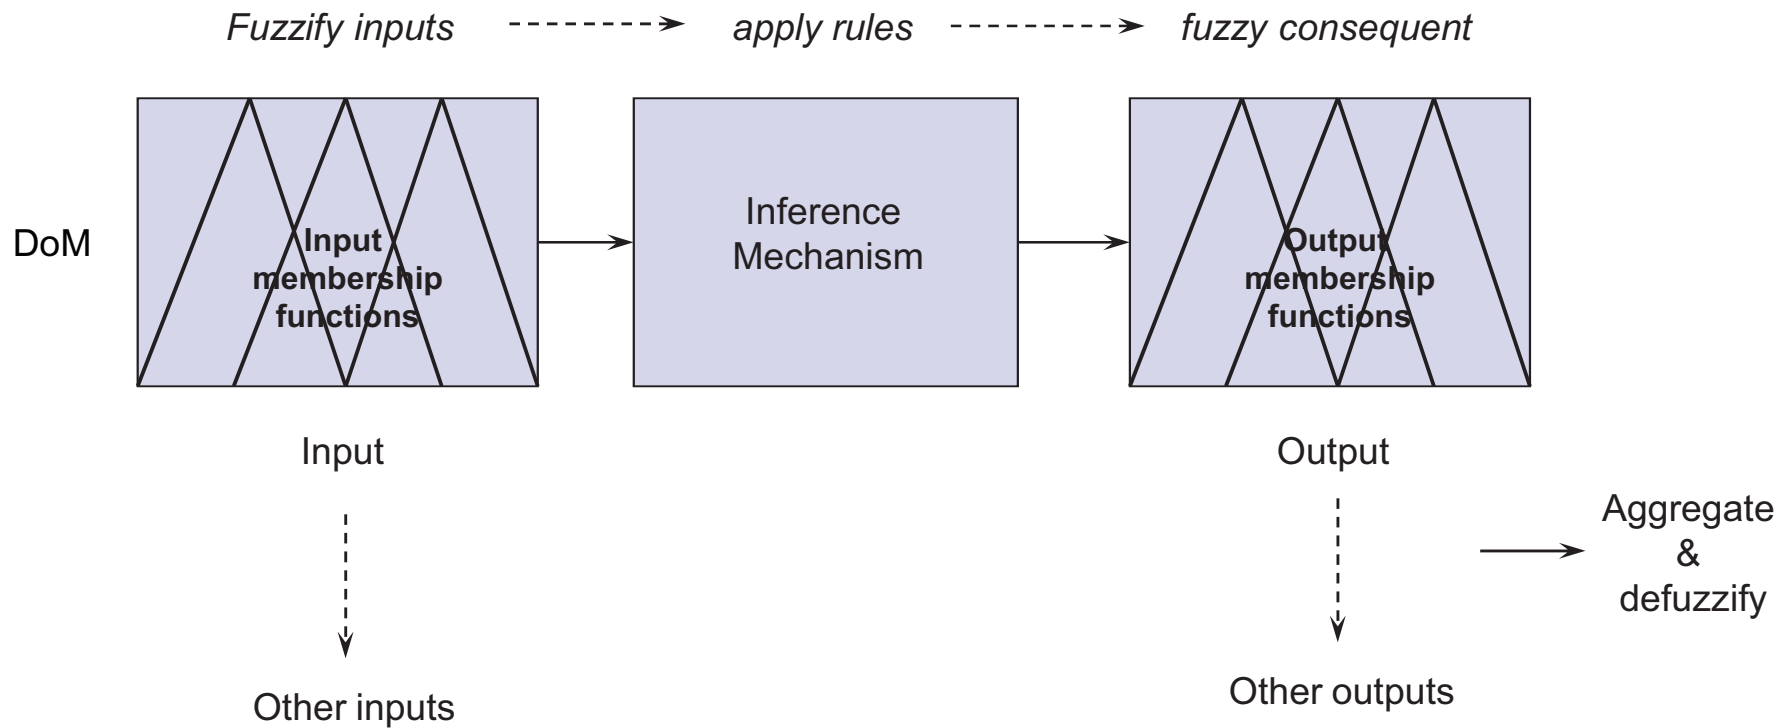 Fuzzify inputs
apply rules
fuzzy consequent
DoM
Input
membership
functions
Inference
Mechanism
Output
membership
functions
Input
Output
Other inputs
Other outputs
Aggregate
&
defuzzify